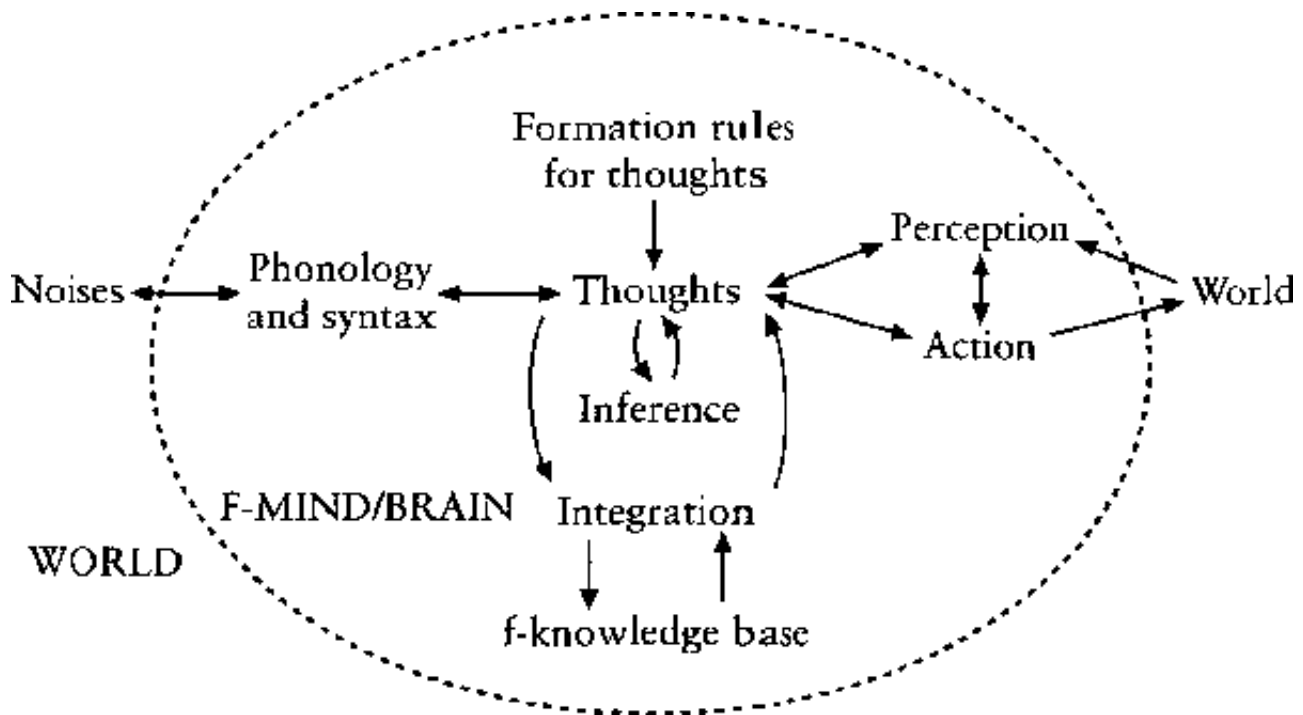 Formation rules
for thoughts
Perception
Noises
Phonology
and syntax
Thoughts
World
Action
Inference
F-MIND/BRAIN
Integration
WORLD
f-knowledge base